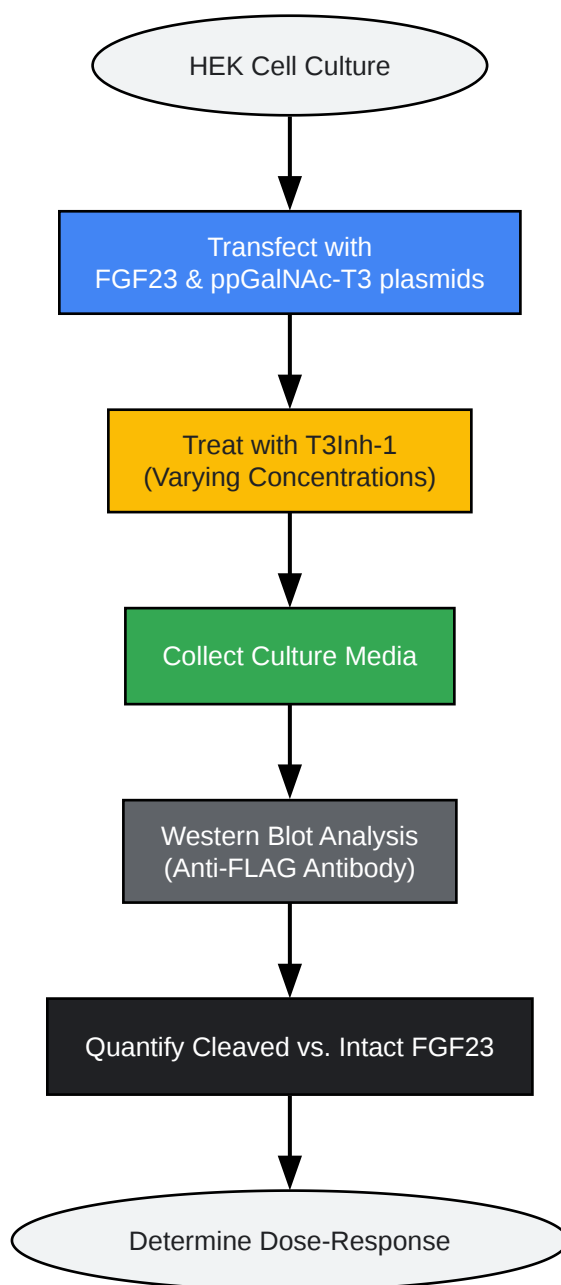 HEK Cell Culture
Transfect with
FGF23 & ppGalNAc-T3 plasmids
Treat with T3Inh-1
(Varying Concentrations)
Collect Culture Media
Western Blot Analysis
(Anti-FLAG Antibody)
Quantify Cleaved vs. Intact FGF23
Determine Dose-Response